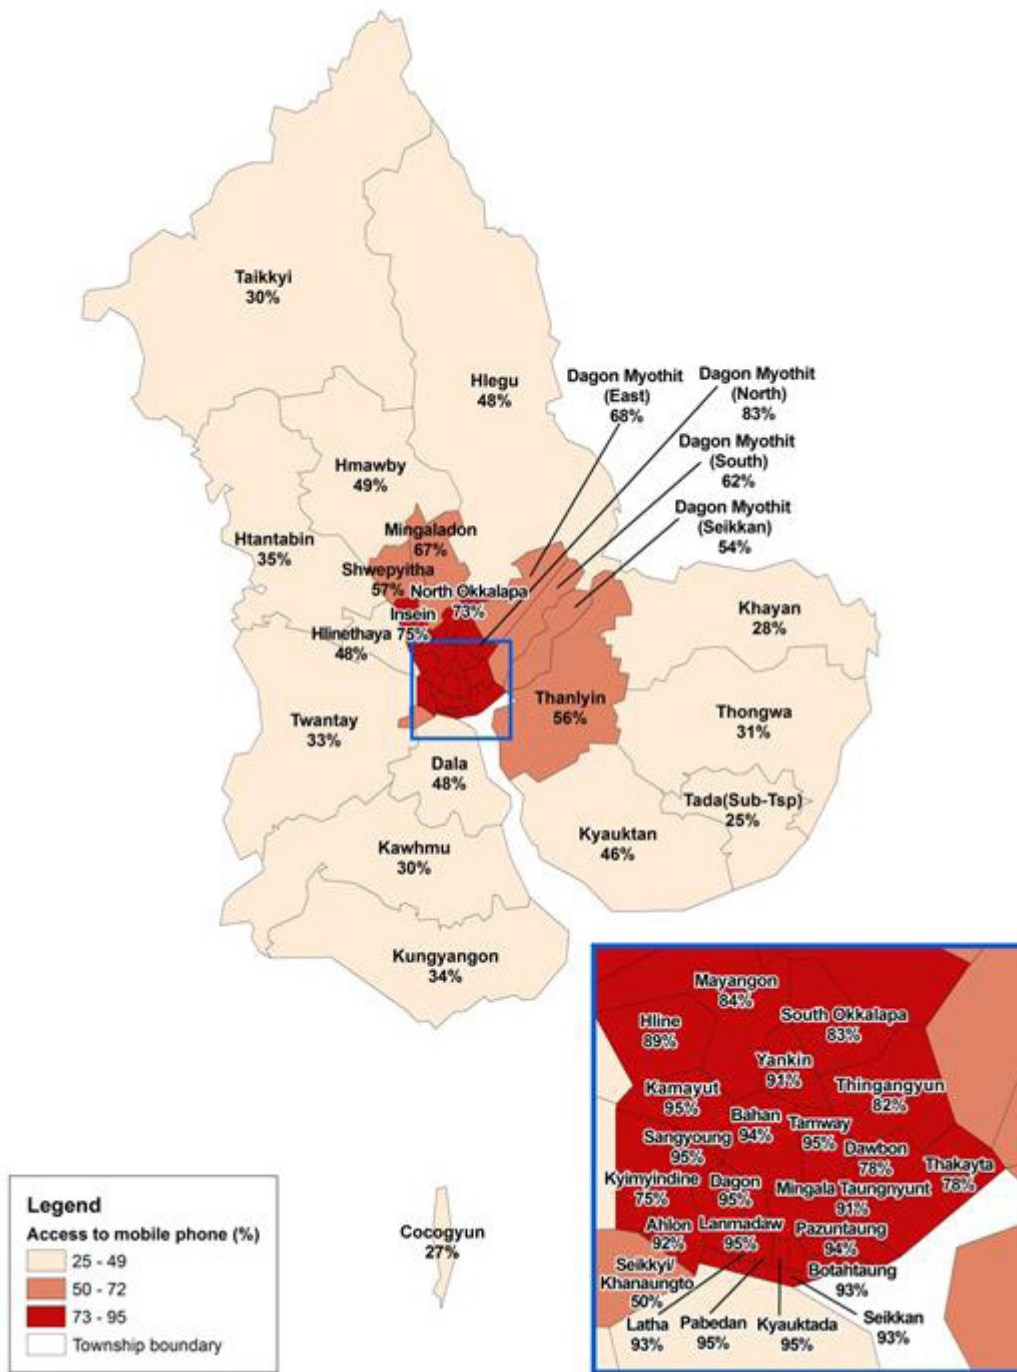 Taikkyi
30%
Hlegu
48%
Dagon Myothit
(East)
68%
Dagon Myothit
(North)
83%
Dagon Myothit
(South)
62%
Dagon Myothit
(Seikkan)
54%
Hmawby
49%
Mingaladon
67%
Htantabin
35%
Shwepyitha
57%
North Okkalapa
73%
Insein
75%
Hlinethaya
48%
Khayan
28%
Twantay
33%
Thanlyin
56%
Thongwa
31%
Dala
48%
Tada(Sub-Tsp)
25%
Kyauktan
46%
Kawhmu
30%
Kungyangon
34%
Cocogyun
27%
Mayangon
84%
South Okkalapa
83%
Hline
89%
Yankin
91%
Thingangyun
82%
Kamayut
95%
Bahan
94%
Tamway
95%
Sangyoung
95%
Dawbon
78%
Thakayta
78%
Kyimyindine
75%
Dagon
95%
Mingala Taungnyunt
91%
Ahlon
92%
Lanmadaw
95%
Pazuntaung
94%
Seikkyi/
Khanaungto
50%
Botahtaung
93%
Latha
93%
Pabedan
95%
Kyauktada
95%
Seikkan
93%
Legend
Access to mobile phone (%)
25 - 49
50 - 72
73 - 95
Township boundary